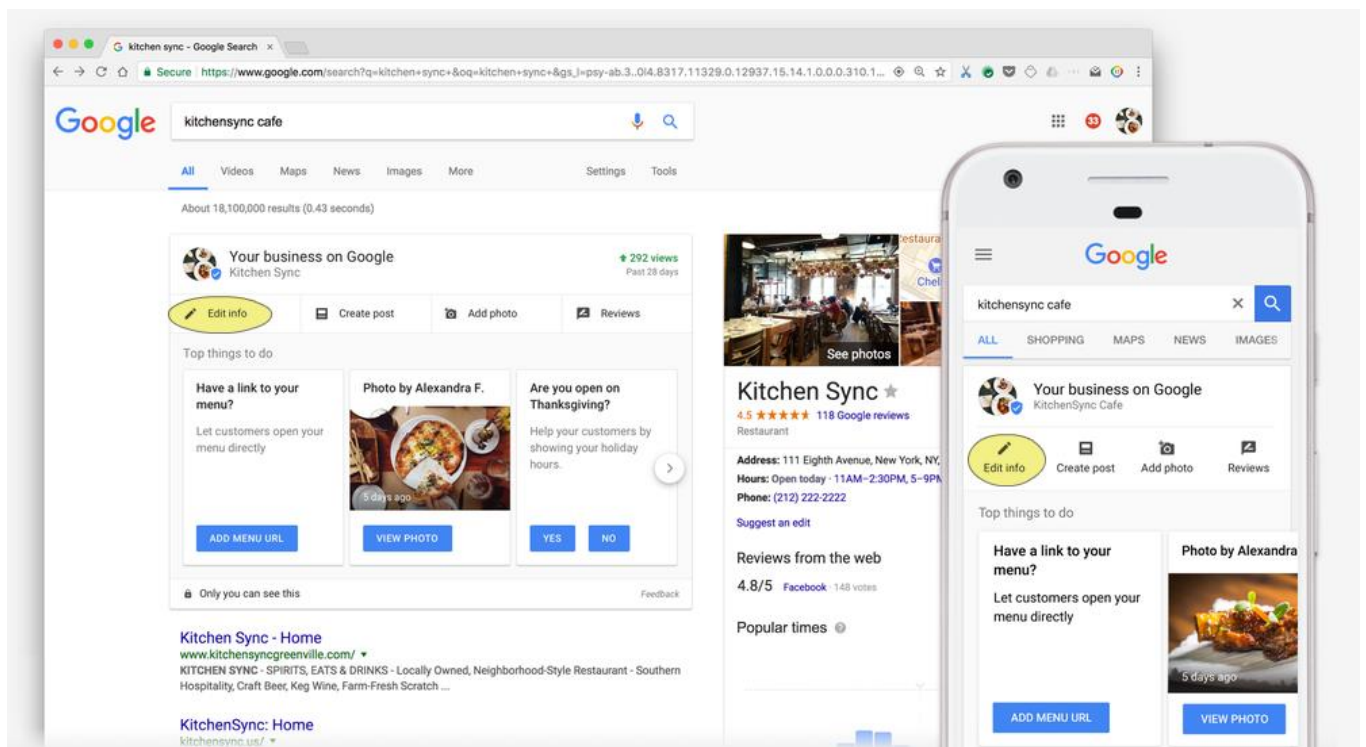 kitchen sync - Google Search ×
Secure https://www.google.com/search?q=kitchen+sync+&oq=kitchen+sync+&gs_l=psy-ab.3..0l4.8317.11329.0.12937.15.14.1.0.0.0.310.1...
Google kitchensync cafe
33
All Videos Maps News Images More Settings Tools
About 18,100,000 results (0.43 seconds)
Your business on Google
Kitchen Sync
292 views
Past 28 days
Edit info Create post Add photo Reviews
Top things to do
Have a link to your
menu?
Let customers open your
menu directly
ADD MENU URL
Photo by Alexandra F.
5 days ago
VIEW PHOTO
Are you open on
Thanksgiving?
Help your customers by
showing your holiday
hours.
YES NO
Only you can see this Feedback
Kitchen Sync - Home
www.kitchensyncgreenville.com/
KITCHEN SYNC - SPIRITS, EATS & DRINKS - Locally Owned, Neighborhood-Style Restaurant - Southern
Hospitality, Craft Beer, Keg Wine, Farm-Fresh Scratch ...
KitchenSync: Home
kitchensync.us/
See photos
Kitchen Sync
4.5 118 Google reviews
Restaurant
Address: 111 Eighth Avenue, New York, NY,
Hours: Open today · 11AM–2:30PM, 5–9PM
Phone: (212) 222-2222
Suggest an edit
Reviews from the web
4.8/5 Facebook · 148 votes
Popular times
Google
kitchensync cafe
ALL SHOPPING MAPS NEWS IMAGES
Your business on Google
KitchenSync Cafe
Edit info Create post Add photo Reviews
Top things to do
Have a link to your
menu?
Let customers open your
menu directly
ADD MENU URL
Photo by Alexandra
5 days ago
VIEW PHOTO